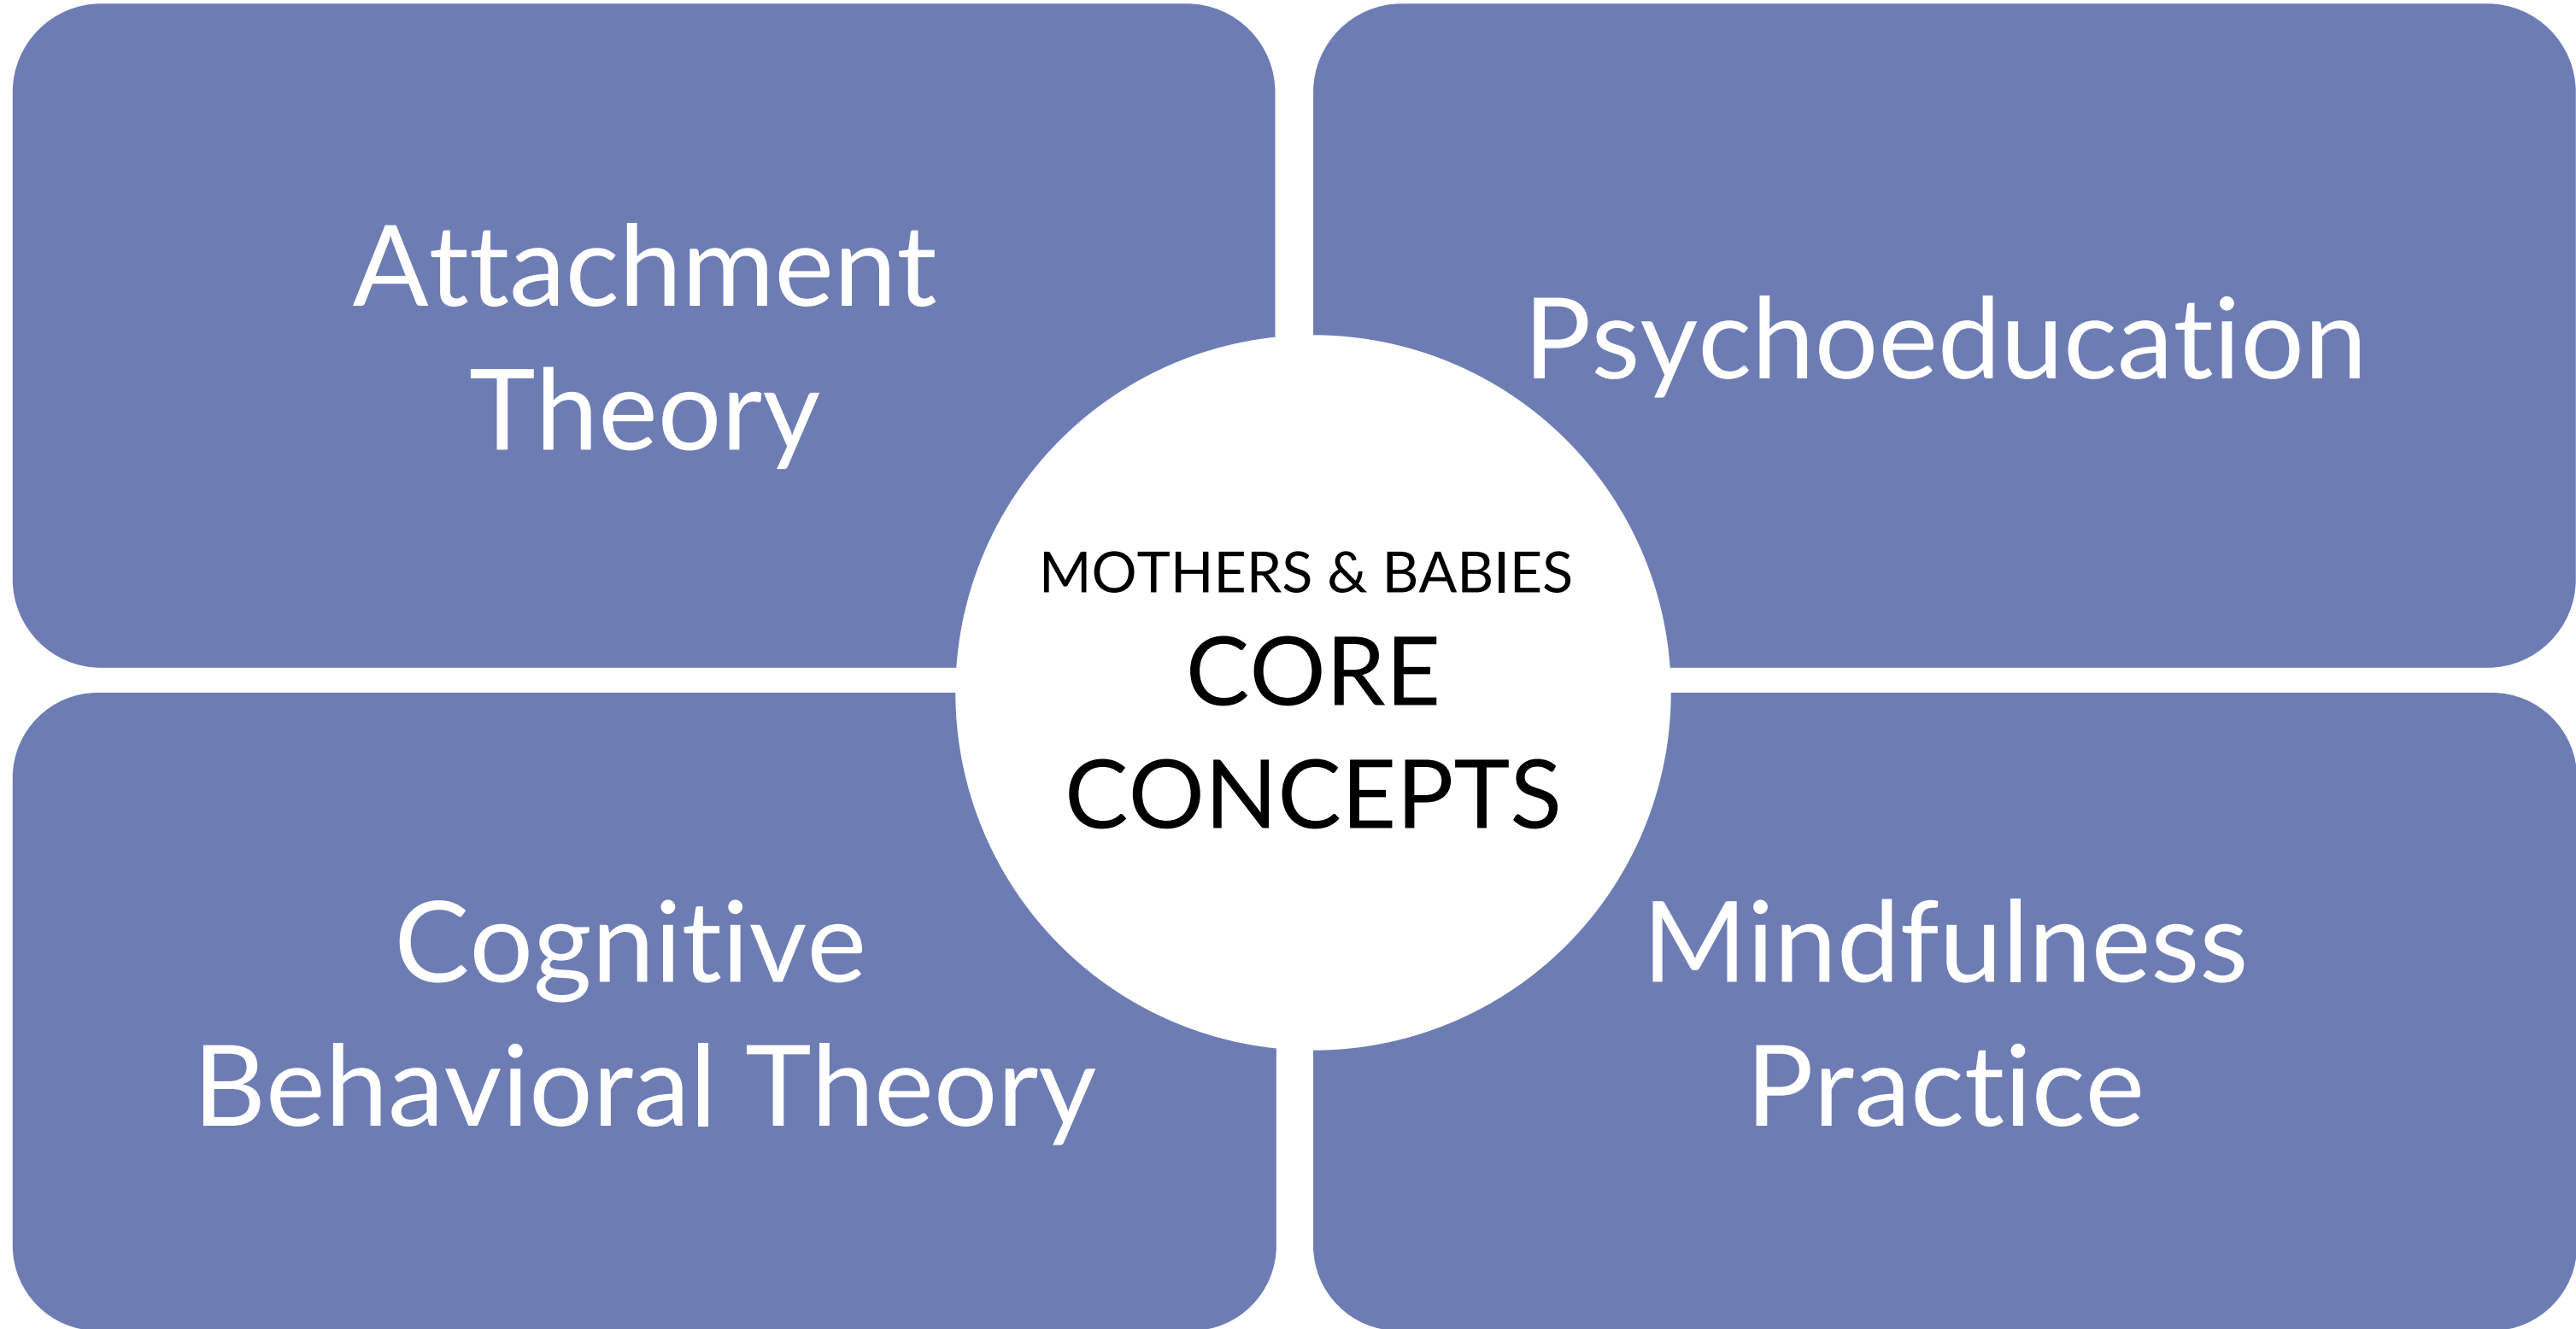 Attachment
Theory
Psychoeducation
MOTHERS & BABIES
CORE
CONCEPTS
Cognitive
Behavioral Theory
Mindfulness
Practice